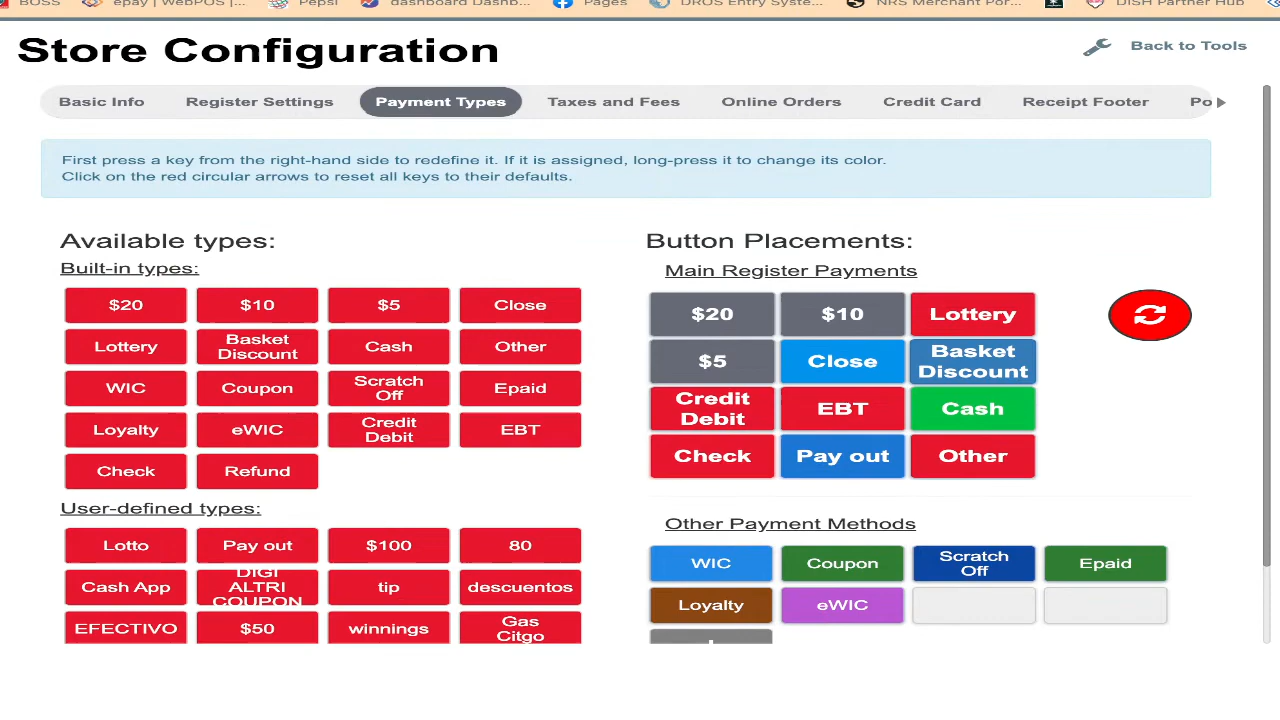 BOSS epay | WebPOS |... Pepsi dashboard Dashb... Pages DROS Entry Syste... NRS Merchant Por... DISH Partner Hub
Store Configuration
Back to Tools
Basic Info Register Settings Payment Types Taxes and Fees Online Orders Credit Card Receipt Footer Po
First press a key from the right-hand side to redefine it. If it is assigned, long-press it to change its color.
Click on the red circular arrows to reset all keys to their defaults.
Available types:
Built-in types:
$20 $10 $5 Close
Lottery Basket Discount Cash Other
WIC Coupon Scratch Off Epaid
Loyalty eWIC Credit Debit EBT
Check Refund
User-defined types:
Lotto Pay out $100 80
Cash App DIGI ALTRI COUPON tip descuentos
EFECTIVO $50 winnings Gas Citgo
Button Placements:
Main Register Payments
$20 $10 Lottery
$5 Close Basket Discount
Credit Debit EBT Cash
Check Pay out Other
Other Payment Methods
WIC Coupon Scratch Off Epaid
Loyalty eWIC